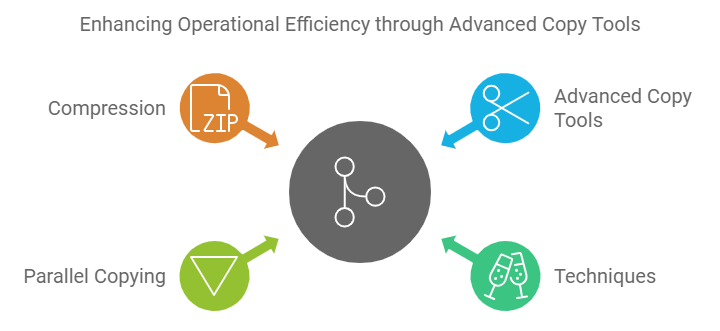 Enhancing Operational Efficiency through Advanced Copy Tools
Compression
ZIP
Advanced Copy
Tools
Parallel Copying
Techniques